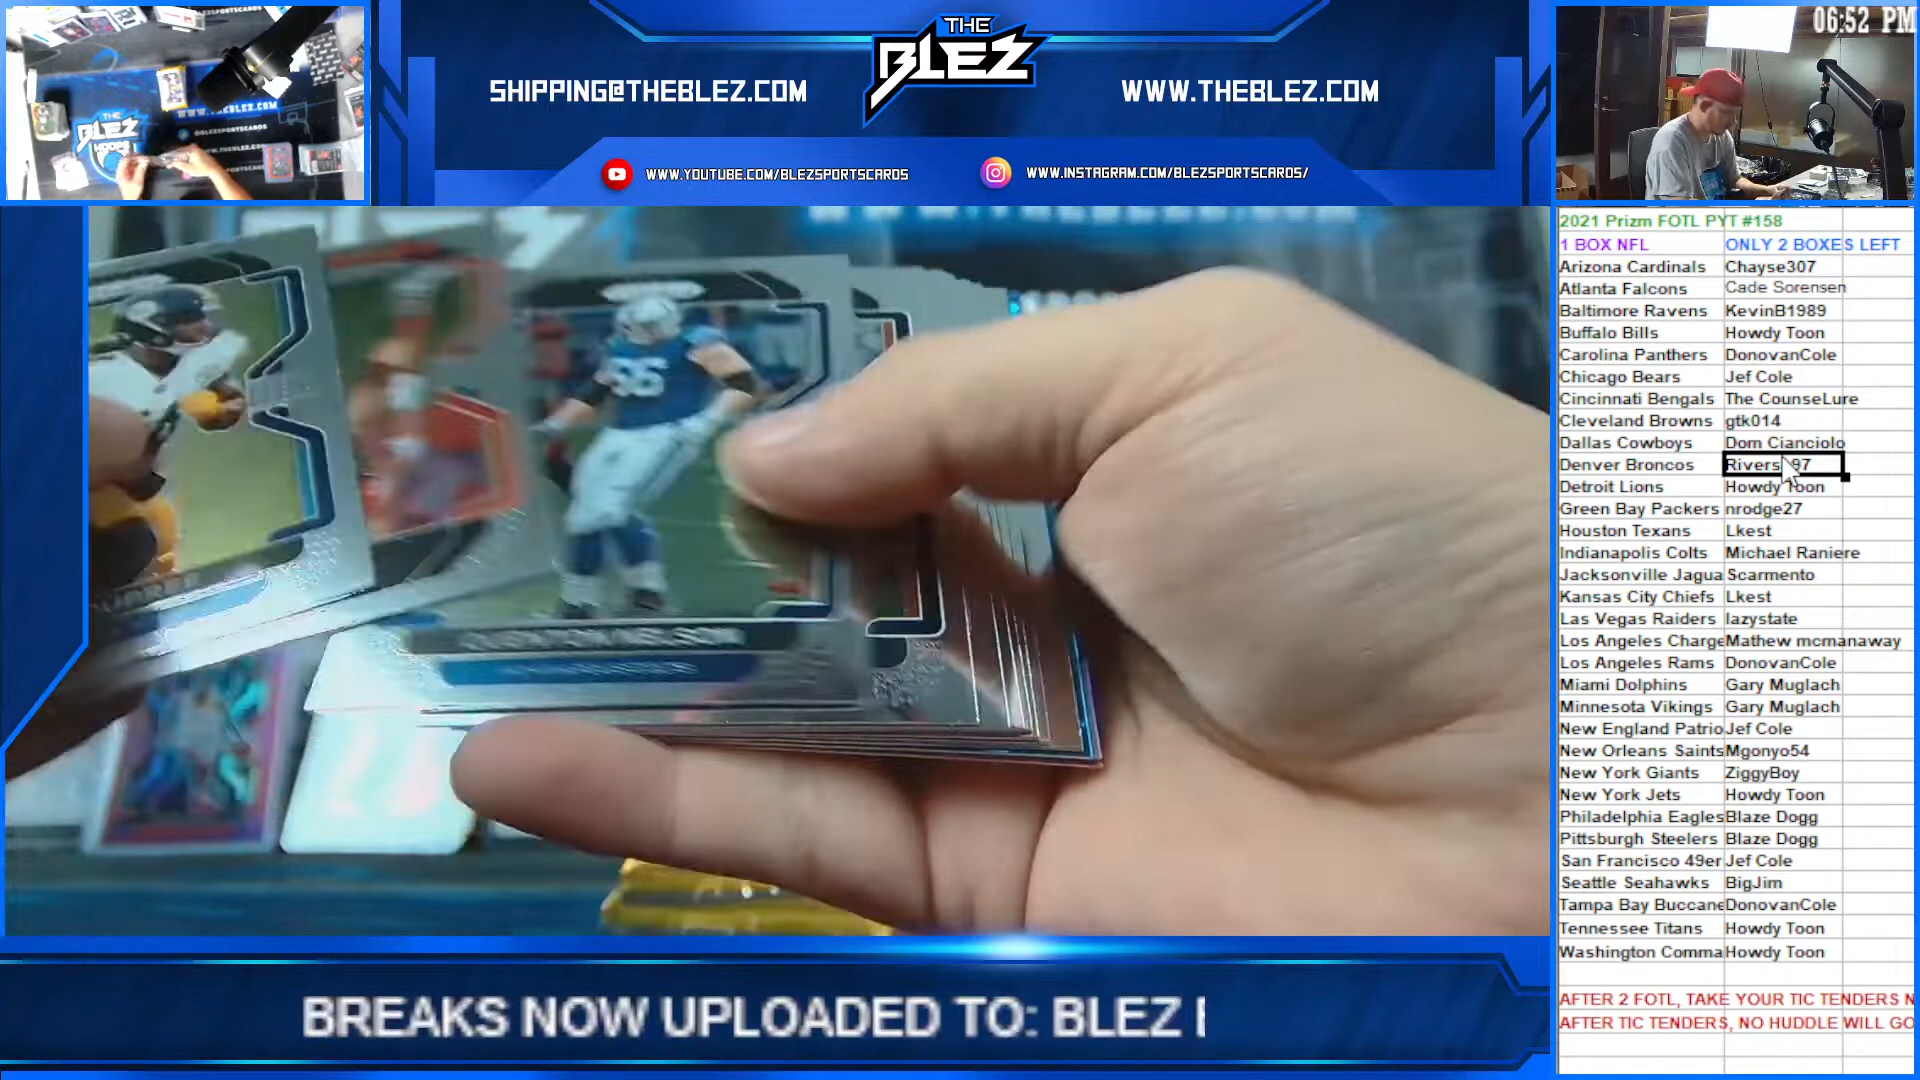 06:52 PM
THE
BLEZ
SHIPPING@THEBLEZ.COM
WWW.THEBLEZ.COM
WWW.YOUTUBE.COM/BLEZSPORTSCARDS
WWW.INSTAGRAM.COM/BLEZSPORTSCARDS/
THE
BLEZ
HOOPS
QUENTON NELSON
2021 Prizm FOTL PYT #158
1 BOX NFL ONLY 2 BOXES LEFT
Arizona Cardinals Chayse307
Atlanta Falcons Cade Sorensen
Baltimore Ravens KevinB1989
Buffalo Bills Howdy Toon
Carolina Panthers DonovanCole
Chicago Bears Jef Cole
Cincinnati Bengals The CounseLure
Cleveland Browns gtk014
Dallas Cowboys Dom Cianciolo
Denver Broncos
Detroit Lions Howdy Toon
Green Bay Packers nrodge27
Houston Texans Lkest
Indianapolis Colts Michael Raniere
Jacksonville Jagua Scarmento
Kansas City Chiefs Lkest
Las Vegas Raiders lazystate
Los Angeles Charge Mathew mcmanaway
Los Angeles Rams DonovanCole
Miami Dolphins Gary Muglach
Minnesota Vikings Gary Muglach
New England Patrio Jef Cole
New Orleans Saints Mgonyo54
New York Giants ZiggyBoy
New York Jets Howdy Toon
Philadelphia Eagles Blaze Dogg
Pittsburgh Steelers Blaze Dogg
San Francisco 49er Jef Cole
Seattle Seahawks BigJim
Tampa Bay Buccane DonovanCole
Tennessee Titans Howdy Toon
Washington Comma Howdy Toon
AFTER 2 FOTL, TAKE YOUR TIC TENDERS N
AFTER TIC TENDERS, NO HUDDLE WILL GO
BREAKS NOW UPLOADED TO: BLEZ